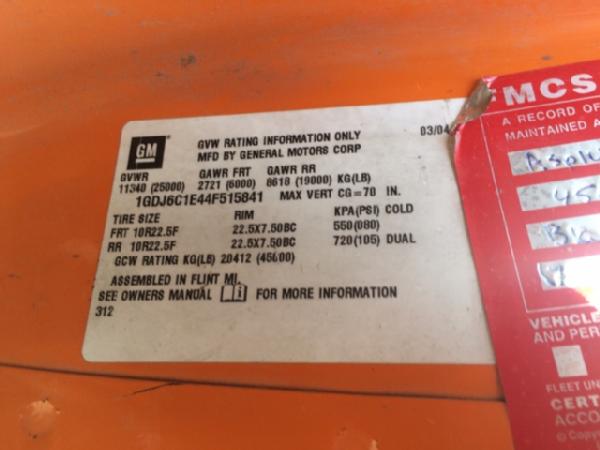 GM
GVW RATING INFORMATION ONLY
MFD BY GENERAL MOTORS CORP
03/04
GVWR GAWR FRT GAWR RR
11340 (25000) 2721 (6000) 8618 (19000) KG(LB)
1GDJ6C1E44F515841 MAX VERT CG=70 IN.
TIRE SIZE RIM KPA(PSI) COLD
FRT 10R22.5F 22.5X7.50BC 550(080)
RR 10R22.5F 22.5X7.50BC 720(105) DUAL
GCW RATING KG(LB) 20412 (45000)
ASSEMBLED IN FLINT MI.
SEE OWNERS MANUAL FOR MORE INFORMATION
312
MCS
A RECORD OF
MAINTAINED A
VEHICLE
AND PER
FLEET UN
CERT
ACCO
© Copyr